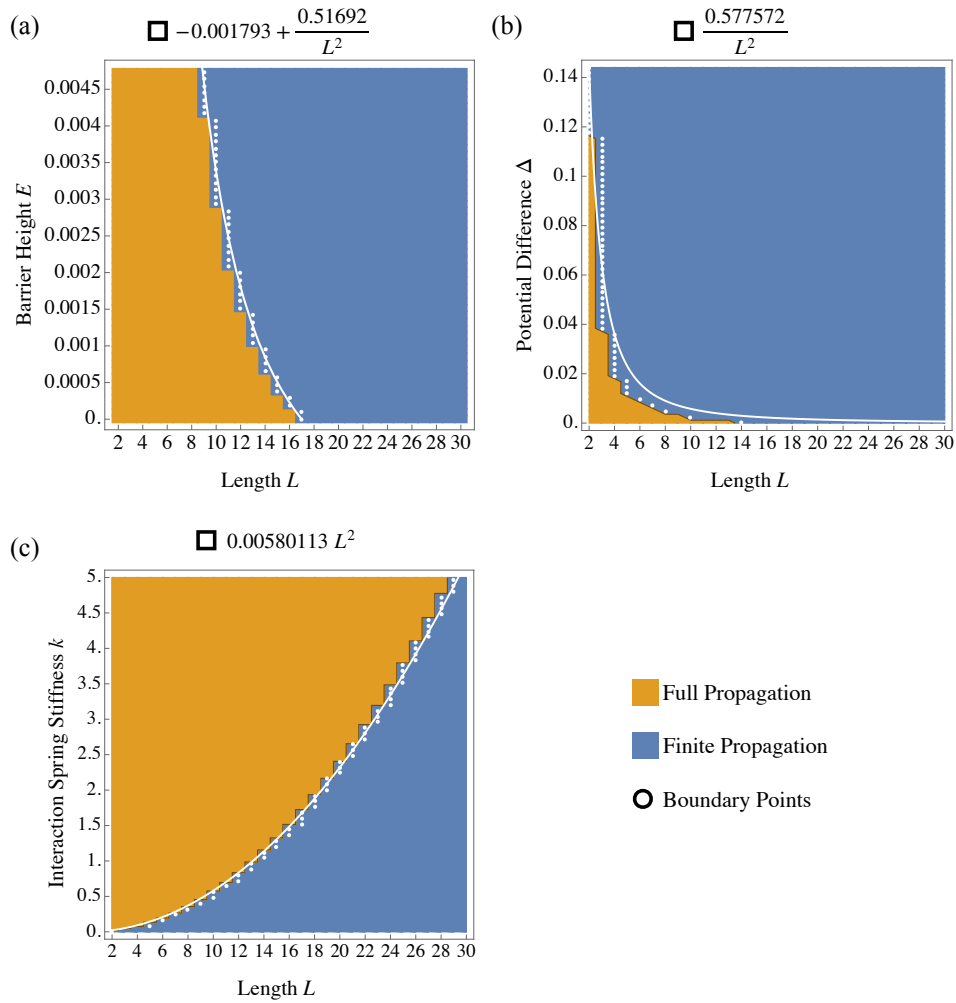 (a)
−0.001793 + 0.51692 / L²
Barrier Height E
0.0045
0.004
0.0035
0.003
0.0025
0.002
0.0015
0.001
0.0005
0.
2 4 6 8 10 12 14 16 18 20 22 24 26 28 30
Length L
(b)
0.577572 / L²
Potential Difference Δ
0.14
0.12
0.1
0.08
0.06
0.04
0.02
0.
2 4 6 8 10 12 14 16 18 20 22 24 26 28 30
Length L
(c)
0.00580113 L²
Interaction Spring Stiffness k
5.
4.5
4.
3.5
3.
2.5
2.
1.5
1.
0.5
0.
2 4 6 8 10 12 14 16 18 20 22 24 26 28 30
Length L
Full Propagation
Finite Propagation
Boundary Points